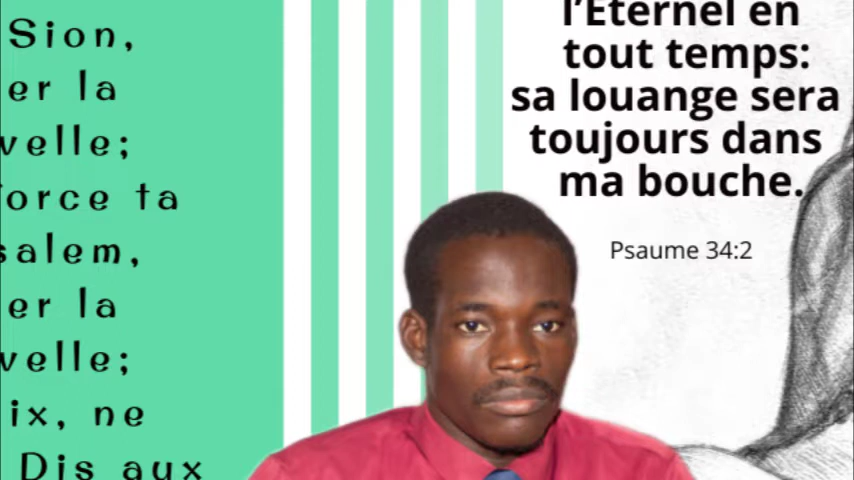 Sion,
er la
velle;
force ta
salem,
er la
velle;
ix, ne
Dis aux
l'Éternel en
tout temps:
sa louange sera
toujours dans
ma bouche.
Psaume 34:2